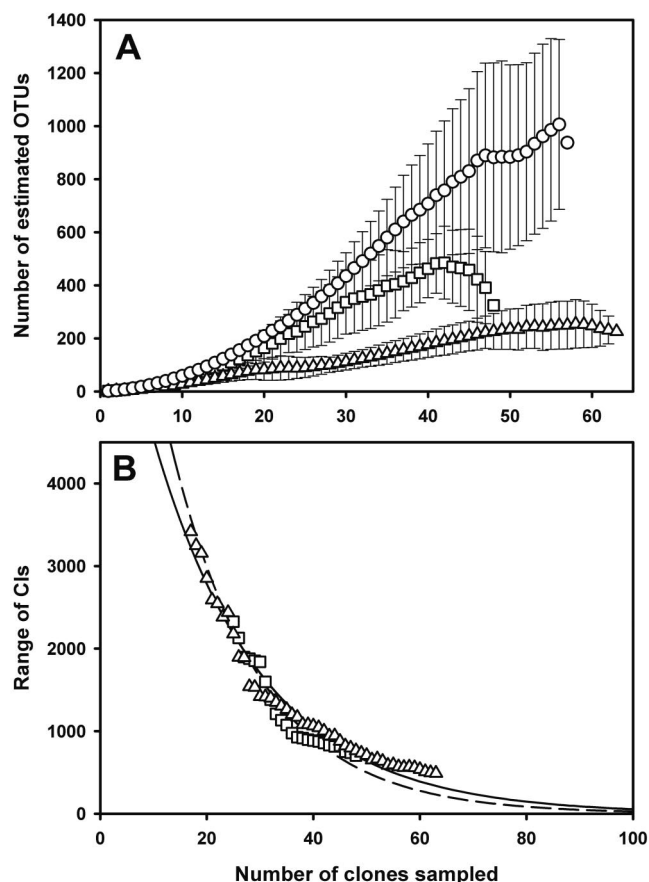 A
Number of estimated OTUs
1400
1200
1000
800
600
400
200
0
0 10 20 30 40 50 60
B
Range of CIs
4000
3000
2000
1000
0
0 20 40 60 80 100
Number of clones sampled